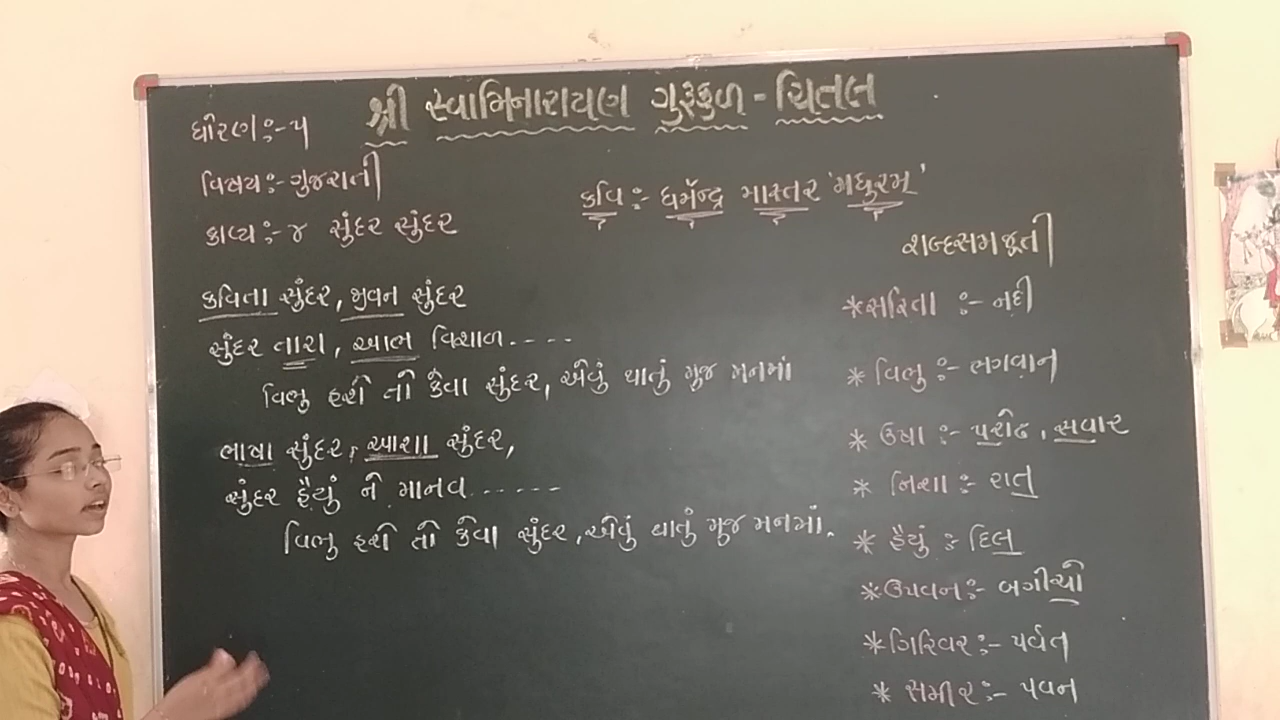 શ્રી સ્વામિનારાયણ ગુરૂકુળ - ચિતલ
ધોરણઃ- ૫
વિષયઃ- ગુજરાતી
કાવ્યઃ- ૪ સુંદર સુંદર
કવિઃ- ધર્મેન્દ્ર માસ્તર 'મધુરમ્'
કવિતા સુંદર, ભુવન સુંદર
સુંદર તારા, આભ વિશાળ....
વિભુ હશે તો કેવા સુંદર, એવું થાતું મુજ મનમાં
ભાષા સુંદર, આશા સુંદર,
સુંદર હૈયું ને માનવ......
વિભુ હશે તો કેવા સુંદર, એવું થાતું મુજ મનમાં.
શબ્દસમજૂતી
*સરિતા :- નદી
* વિભુ :- ભગવાન
* ઉષા :- પરોઢ, સવાર
* નિશા :- રાત
* હૈયું :- દિલ
*ઉપવન:- બગીચો
*ગિરિવર:- પર્વત
* સમીર:- પવન